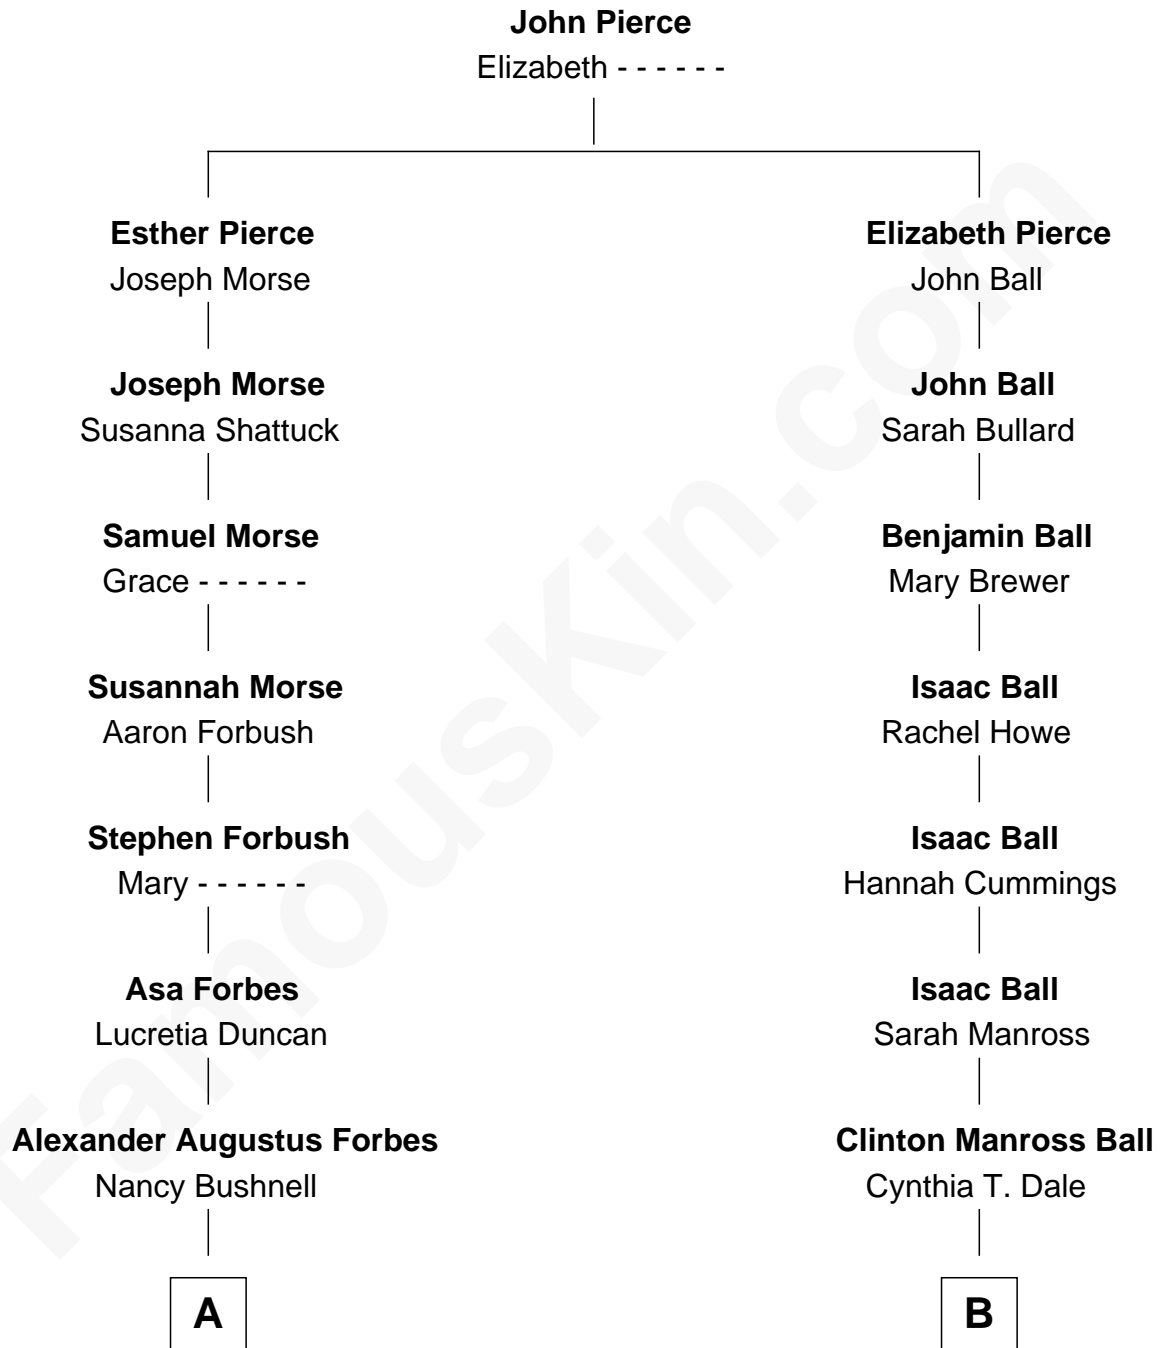 John Pierce
Elizabeth - - - - - -
Esther Pierce
Joseph Morse
Elizabeth Pierce
John Ball
Joseph Morse
Susanna Shattuck
John Ball
Sarah Bullard
Samuel Morse
Grace - - - - - -
Benjamin Ball
Mary Brewer
Susannah Morse
Aaron Forbush
Isaac Ball
Rachel Howe
Stephen Forbush
Mary - - - - - -
Isaac Ball
Hannah Cummings
Asa Forbes
Lucretia Duncan
Isaac Ball
Sarah Manross
Alexander Augustus Forbes
Nancy Bushnell
Clinton Manross Ball
Cynthia T. Dale
A
B
FamousKin.com